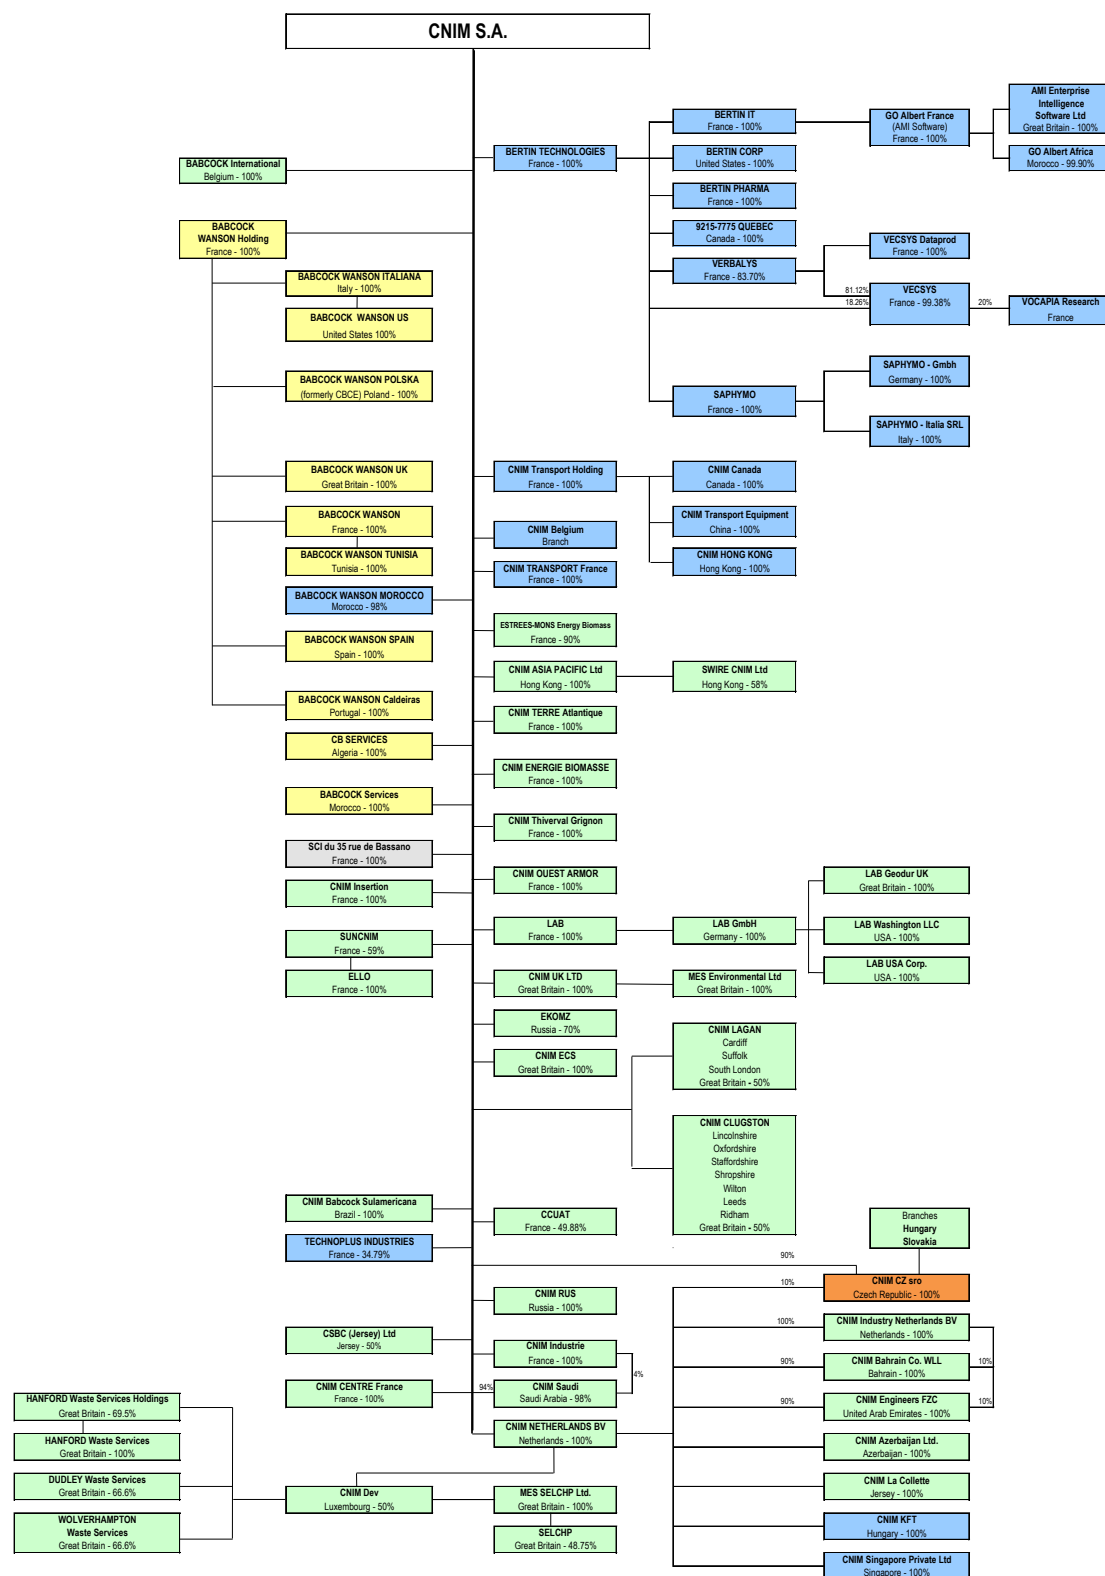 CNIM S.A.
BERTIN IT
France - 100%
GO Albert France
(AMI Software)
France - 100%
AMI Enterprise
Intelligence
Software Ltd
Great Britain - 100%
GO Albert Africa
Morocco - 99.90%
BERTIN TECHNOLOGIES
France - 100%
BERTIN CORP
United States - 100%
BABCOCK International
Belgium - 100%
BERTIN PHARMA
France - 100%
BABCOCK
WANSON Holding
France - 100%
9215-7775 QUEBEC
Canada - 100%
VERBALYS
France - 83.70%
VECSYS Dataprod
France - 100%
BABCOCK WANSON ITALIANA
Italy - 100%
81.12%
18.26%
VECSYS
France - 99.38%
20%
VOCAPIA Research
France
BABCOCK WANSON US
United States 100%
BABCOCK WANSON POLSKA
(formerly CBCE) Poland - 100%
SAPHYMO
France - 100%
SAPHYMO - Gmbh
Germany - 100%
SAPHYMO - Italia SRL
Italy - 100%
BABCOCK WANSON UK
Great Britain - 100%
CNIM Transport Holding
France - 100%
CNIM Canada
Canada - 100%
BABCOCK WANSON
France - 100%
CNIM Belgium
Branch
CNIM Transport Equipment
China - 100%
BABCOCK WANSON TUNISIA
Tunisia - 100%
CNIM TRANSPORT France
France - 100%
CNIM HONG KONG
Hong Kong - 100%
BABCOCK WANSON MOROCCO
Morocco - 98%
ESTREES-MONS Energy Biomass
France - 90%
BABCOCK WANSON SPAIN
Spain - 100%
CNIM ASIA PACIFIC Ltd
Hong Kong - 100%
SWIRE CNIM Ltd
Hong Kong - 58%
BABCOCK WANSON Caldeiras
Portugal - 100%
CNIM TERRE Atlantique
France - 100%
CB SERVICES
Algeria - 100%
CNIM ENERGIE BIOMASSE
France - 100%
BABCOCK Services
Morocco - 100%
CNIM Thiverval Grignon
France - 100%
SCI du 35 rue de Bassano
France - 100%
CNIM OUEST ARMOR
France - 100%
LAB Geodur UK
Great Britain - 100%
CNIM Insertion
France - 100%
LAB
France - 100%
LAB GmbH
Germany - 100%
LAB Washington LLC
USA - 100%
SUNCNIM
France - 59%
LAB USA Corp.
USA - 100%
ELLO
France - 100%
CNIM UK LTD
Great Britain - 100%
MES Environmental Ltd
Great Britain - 100%
EKOMZ
Russia - 70%
CNIM ECS
Great Britain - 100%
CNIM LAGAN
Cardiff
Suffolk
South London
Great Britain - 50%
CNIM CLUGSTON
Lincolnshire
Oxfordshire
Staffordshire
Shropshire
Wilton
Leeds
Ridham
Great Britain - 50%
CNIM Babcock Sulamericana
Brazil - 100%
CCUAT
France - 49.88%
Branches
Hungary
Slovakia
TECHNOPLUS INDUSTRIES
France - 34.79%
90%
10%
CNIM CZ sro
Czech Republic - 100%
CNIM RUS
Russia - 100%
100%
CNIM Industry Netherlands BV
Netherlands - 100%
CSBC (Jersey) Ltd
Jersey - 50%
CNIM Industrie
France - 100%
4%
90%
CNIM Bahrain Co. WLL
Bahrain - 100%
10%
CNIM CENTRE France
France - 100%
94%
CNIM Saudi
Saudi Arabia - 98%
90%
CNIM Engineers FZC
United Arab Emirates - 100%
10%
HANFORD Waste Services Holdings
Great Britain - 69.5%
CNIM NETHERLANDS BV
Netherlands - 100%
HANFORD Waste Services
Great Britain - 100%
CNIM Azerbaijan Ltd.
Azerbaijan - 100%
DUDLEY Waste Services
Great Britain - 66.6%
CNIM Dev
Luxembourg - 50%
MES SELCHP Ltd.
Great Britain - 100%
CNIM La Collette
Jersey - 100%
WOLVERHAMPTON
Waste Services
Great Britain - 66.6%
SELCHP
Great Britain - 48.75%
CNIM KFT
Hungary - 100%
CNIM Singapore Private Ltd
Singapore - 100%